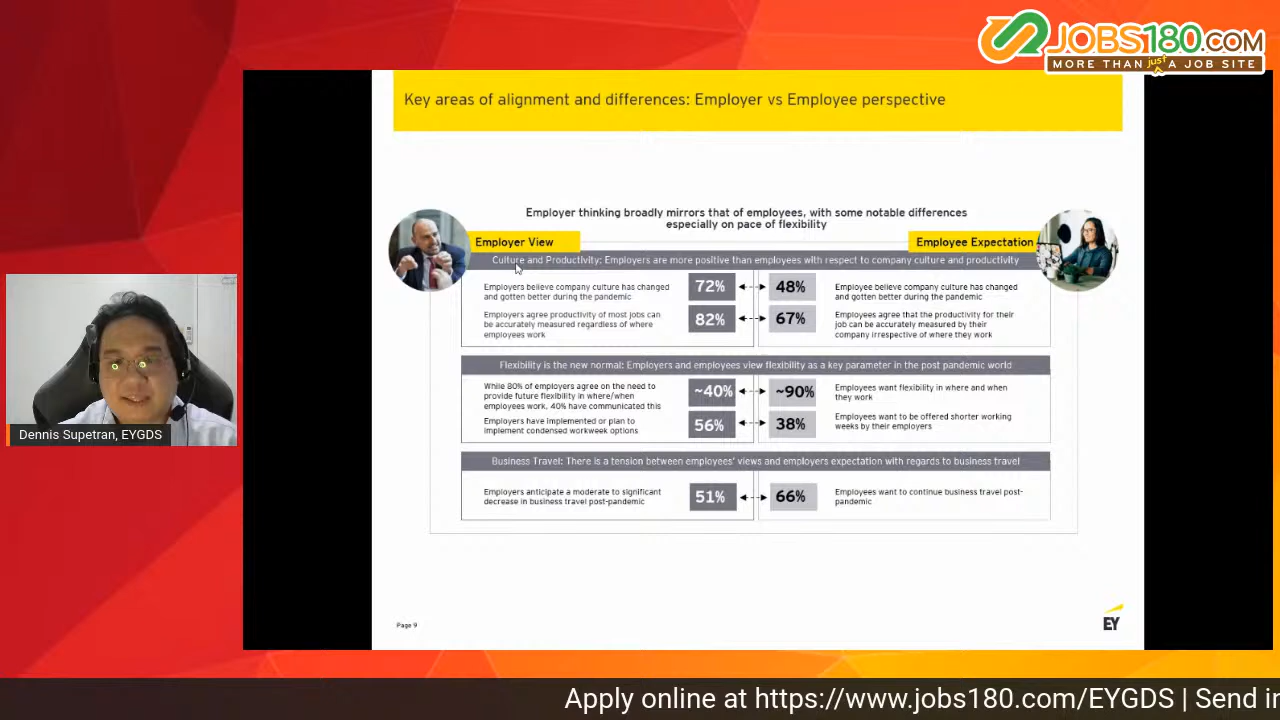 JOBS180.COM
MORE THAN just A JOB SITE
Key areas of alignment and differences: Employer vs Employee perspective
Employer thinking broadly mirrors that of employees, with some notable differences
especially on pace of flexibility
Employer View
Employee Expectation
Culture and Productivity: Employers are more positive than employees with respect to company culture and productivity
Employers believe company culture has changed
and gotten better during the pandemic
72%
48%
Employee believe company culture has changed
and gotten better during the pandemic
Employers agree productivity of most jobs can
be accurately measured regardless of where
employees work
82%
67%
Employees agree that the productivity for their
job can be accurately measured by their
company irrespective of where they work
Flexibility is the new normal: Employers and employees view flexibility as a key parameter in the post pandemic world
While 80% of employers agree on the need to
provide future flexibility in where/when
employees work, 40% have communicated this
~40%
~90%
Employees want flexibility in where and when
they work
Employers have implemented or plan to
implement condensed workweek options
56%
38%
Employees want to be offered shorter working
weeks by their employers
Business Travel: There is a tension between employees' views and employers expectation with regards to business travel
Employers anticipate a moderate to significant
decrease in business travel post-pandemic
51%
66%
Employees want to continue business travel post-
pandemic
Dennis Supetran, EYGDS
Page 9
EY
Apply online at https://www.jobs180.com/EYGDS | Send in